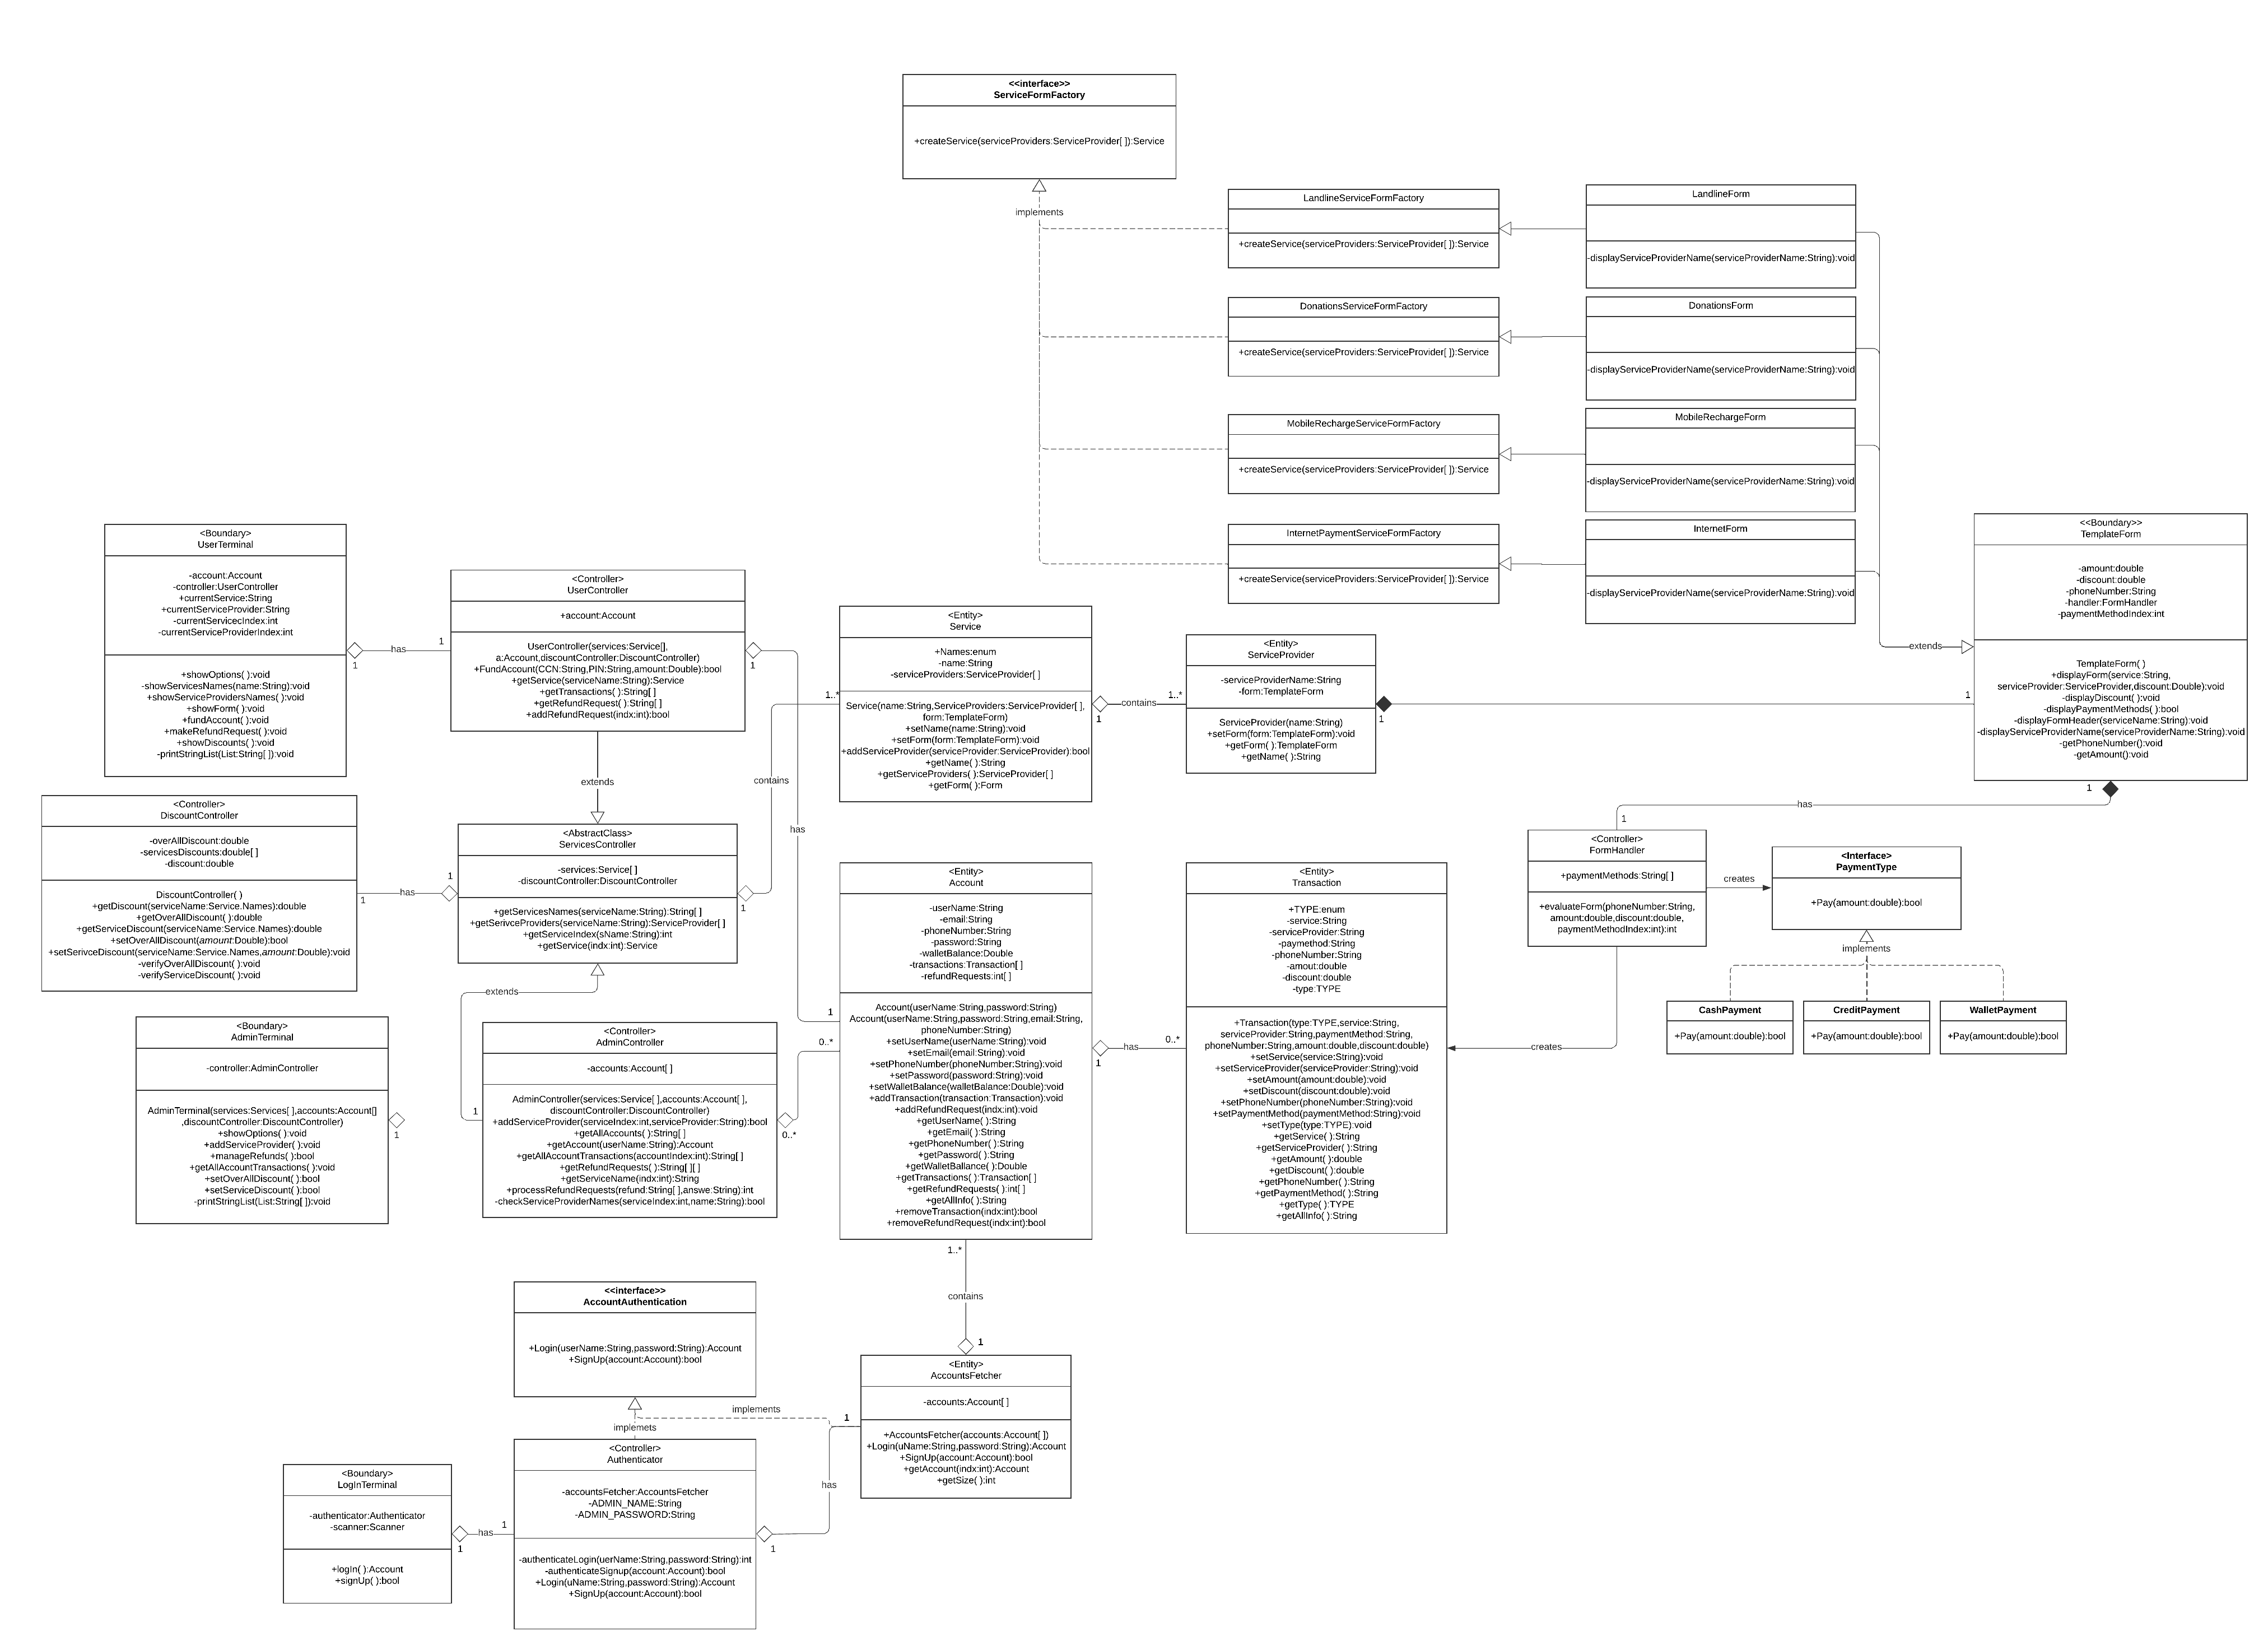 <<interface>>
ServiceFormFactory
+createService(serviceProviders:ServiceProvider[ ]):Service
implements
LandlineServiceFormFactory
+createService(serviceProviders:ServiceProvider[ ]):Service
LandlineForm
-displayServiceProviderName(serviceProviderName:String):void
DonationsServiceFormFactory
+createService(serviceProviders:ServiceProvider[ ]):Service
DonationsForm
-displayServiceProviderName(serviceProviderName:String):void
MobileRechargeServiceFormFactory
+createService(serviceProviders:ServiceProvider[ ]):Service
MobileRechargeForm
-displayServiceProviderName(serviceProviderName:String):void
InternetPaymentServiceFormFactory
+createService(serviceProviders:ServiceProvider[ ]):Service
InternetForm
-displayServiceProviderName(serviceProviderName:String):void
extends
<<Boundary>>
TemplateForm
-amount:double
-discount:double
-phoneNumber:String
-handler:FormHandler
-paymentMethodIndex:int
TemplateForm( )
+displayForm(service:String,
serviceProvider:ServiceProvider,discount:Double):void
-displayDiscount( ):void
-displayPaymentMethods( ):bool
-displayFormHeader(serviceName:String):void
-displayServiceProviderName(serviceProviderName:String):void
-getPhoneNumber():void
-getAmount():void
1
1
<Boundary>
UserTerminal
-account:Account
-controller:UserController
+currentService:String
+currentServiceProvider:String
-currentServicecIndex:int
-currentServiceProviderIndex:int
+showOptions( ):void
-showServicesNames(name:String):void
+showServiceProvidersNames( ):void
+showForm( ):void
+fundAccount( ):void
+makeRefundRequest( ):void
+showDiscounts( ):void
-printStringList(List:String[ ]):void
1
has
1
<Controller>
UserController
+account:Account
UserController(services:Service[],
a:Account,discountController:DiscountController)
+FundAccount(CCN:String,PIN:String,amount:Double):bool
+getService(serviceName:String):Service
+getTransactions( ):String[ ]
+getRefundRequest( ):String[ ]
+addRefundRequest(indx:int):bool
1
extends
has
contains
1..*
<Entity>
Service
+Names:enum
-name:String
-serviceProviders:ServiceProvider[ ]
Service(name:String,ServiceProviders:ServiceProvider[ ],
form:TemplateForm)
+setName(name:String):void
+setForm(form:TemplateForm):void
+addServiceProvider(serviceProvider:ServiceProvider):bool
+getName( ):String
+getServiceProviders( ):ServiceProvider[ ]
+getForm( ):Form
1
contains
1..*
<Entity>
ServiceProvider
-serviceProviderName:String
-form:TemplateForm
ServiceProvider(name:String)
+setForm(form:TemplateForm):void
+getForm( ):TemplateForm
+getName( ):String
1
<Controller>
DiscountController
-overAllDiscount:double
-servicesDiscounts:double[ ]
-discount:double
DiscountController( )
+getDiscount(serviceName:Service.Names):double
+getOverAllDiscount( ):double
+getServiceDiscount(serviceName:Service.Names):double
+setOverAllDiscount(amount:Double):bool
+setSerivceDiscount(serviceName:Service.Names,amount:Double):void
-verifyOverAllDiscount( ):void
-verifyServiceDiscount( ):void
1
has
1
<AbstractClass>
ServicesController
-services:Service[ ]
-discountController:DiscountController
+getServicesNames(serviceName:String):String[ ]
+getSerivceProviders(serviceName:String):ServiceProvider[ ]
+getServiceIndex(sName:String):int
+getService(indx:int):Service
1
extends
1
<Boundary>
AdminTerminal
-controller:AdminController
AdminTerminal(services:Services[ ],accounts:Account[]
,discountController:DiscountController)
+showOptions( ):void
+addServiceProvider( ):void
+manageRefunds( ):bool
+getAllAccountTransactions( ):void
+setOverAllDiscount( ):bool
+setServiceDiscount( ):bool
-printStringList(List:String[ ]):void
1
<Controller>
AdminController
-accounts:Account[ ]
AdminController(services:Service[ ],accounts:Account[ ],
discountController:DiscountController)
+addServiceProvider(serviceIndex:int,serviceProvider:String):bool
+getAllAccounts( ):String[ ]
+getAccount(userName:String):Account
+getAllAccountTransactions(accountIndex:int):String[ ]
+getRefundRequests( ):String[ ][ ]
+getServiceName(indx:int):String
+processRefundRequests(refund:String[ ],answe:String):int
-checkServiceProviderNames(serviceIndex:int,name:String):bool
0..*
1
0..*
<Entity>
Account
-userName:String
-email:String
-phoneNumber:String
-password:String
-walletBalance:Double
-transactions:Transaction[ ]
-refundRequests:int[ ]
Account(userName:String,password:String)
Account(userName:String,password:String,email:String,
phoneNumber:String)
+setUserName(userName:String):void
+setEmail(email:String):void
+setPhoneNumber(phoneNumber:String):void
+setPassword(password:String):void
+setWalletBalance(walletBalance:Double):void
+addTransaction(transaction:Transaction):void
+addRefundRequest(indx:int):void
+getUserName( ):String
+getEmail( ):String
+getPhoneNumber( ):String
+getPassword( ):String
+getWalletBallance( ):Double
+getTransactions( ):Transaction[ ]
+getRefundRequests( ):int[ ]
+getAllInfo( ):String
+removeTransaction(indx:int):bool
+removeRefundRequest(indx:int):bool
1
has
0..*
<Entity>
Transaction
+TYPE:enum
-service:String
-serviceProvider:String
-paymethod:String
-phoneNumber:String
-amout:double
-discount:double
-type:TYPE
+Transaction(type:TYPE,service:String,
serviceProvider:String,paymentMethod:String,
phoneNumber:String,amount:double,discount:double)
+setService(service:String):void
+setServiceProvider(serviceProvider:String):void
+setAmount(amount:double):void
+setDiscount(discount:double):void
+setPhoneNumber(phoneNumber:String):void
+setPaymentMethod(paymentMethod:String):void
+setType(type:TYPE):void
+getService( ):String
+getServiceProvider( ):String
+getAmount( ):double
+getDiscount( ):double
+getPhoneNumber( ):String
+getPaymentMethod( ):String
+getType( ):TYPE
+getAllInfo( ):String
creates
has
1
<Controller>
FormHandler
+paymentMethods:String[ ]
+evaluateForm(phoneNumber:String,
amount:double,discount:double,
paymentMethodIndex:int):int
creates
<Interface>
PaymentType
+Pay(amount:double):bool
implements
CashPayment
+Pay(amount:double):bool
CreditPayment
+Pay(amount:double):bool
WalletPayment
+Pay(amount:double):bool
1..*
contains
1
<<interface>>
AccountAuthentication
+Login(userName:String,password:String):Account
+SignUp(account:Account):bool
implements
implemets
1
<Entity>
AccountsFetcher
-accounts:Account[ ]
+AccountsFetcher(accounts:Account[ ])
+Login(uName:String,password:String):Account
+SignUp(account:Account):bool
+getAccount(indx:int):Account
+getSize( ):int
<Boundary>
LogInTerminal
-authenticator:Authenticator
-scanner:Scanner
+logIn( ):Account
+signUp( ):bool
1
has
1
<Controller>
Authenticator
-accountsFetcher:AccountsFetcher
-ADMIN_NAME:String
-ADMIN_PASSWORD:String
-authenticateLogin(uerName:String,password:String):int
-authenticateSignup(account:Account):bool
+Login(uName:String,password:String):Account
+SignUp(account:Account):bool
1
has